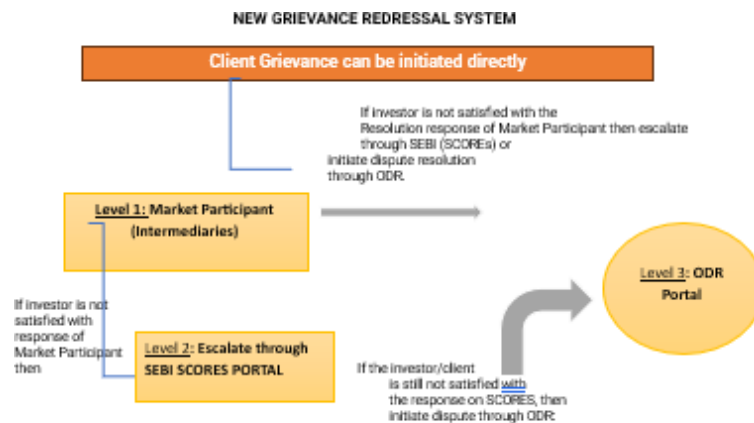 NEW GRIEVANCE REDRESSAL SYSTEM
Client Grievance can be initiated directly
If investor is not satisfied with the
Resolution response of Market Participant then escalate
through SEBI (SCOREs) or
initiate dispute resolution
through ODR.
Level 1: Market Participant
(Intermediaries)
Level 3: ODR
Portal
If investor is not
satisfied with
response of
Market Participant
then
Level 2: Escalate through
SEBI SCORES PORTAL
If the investor/client
is still not satisfied with
the response on SCORES, then
initiate dispute through ODR.